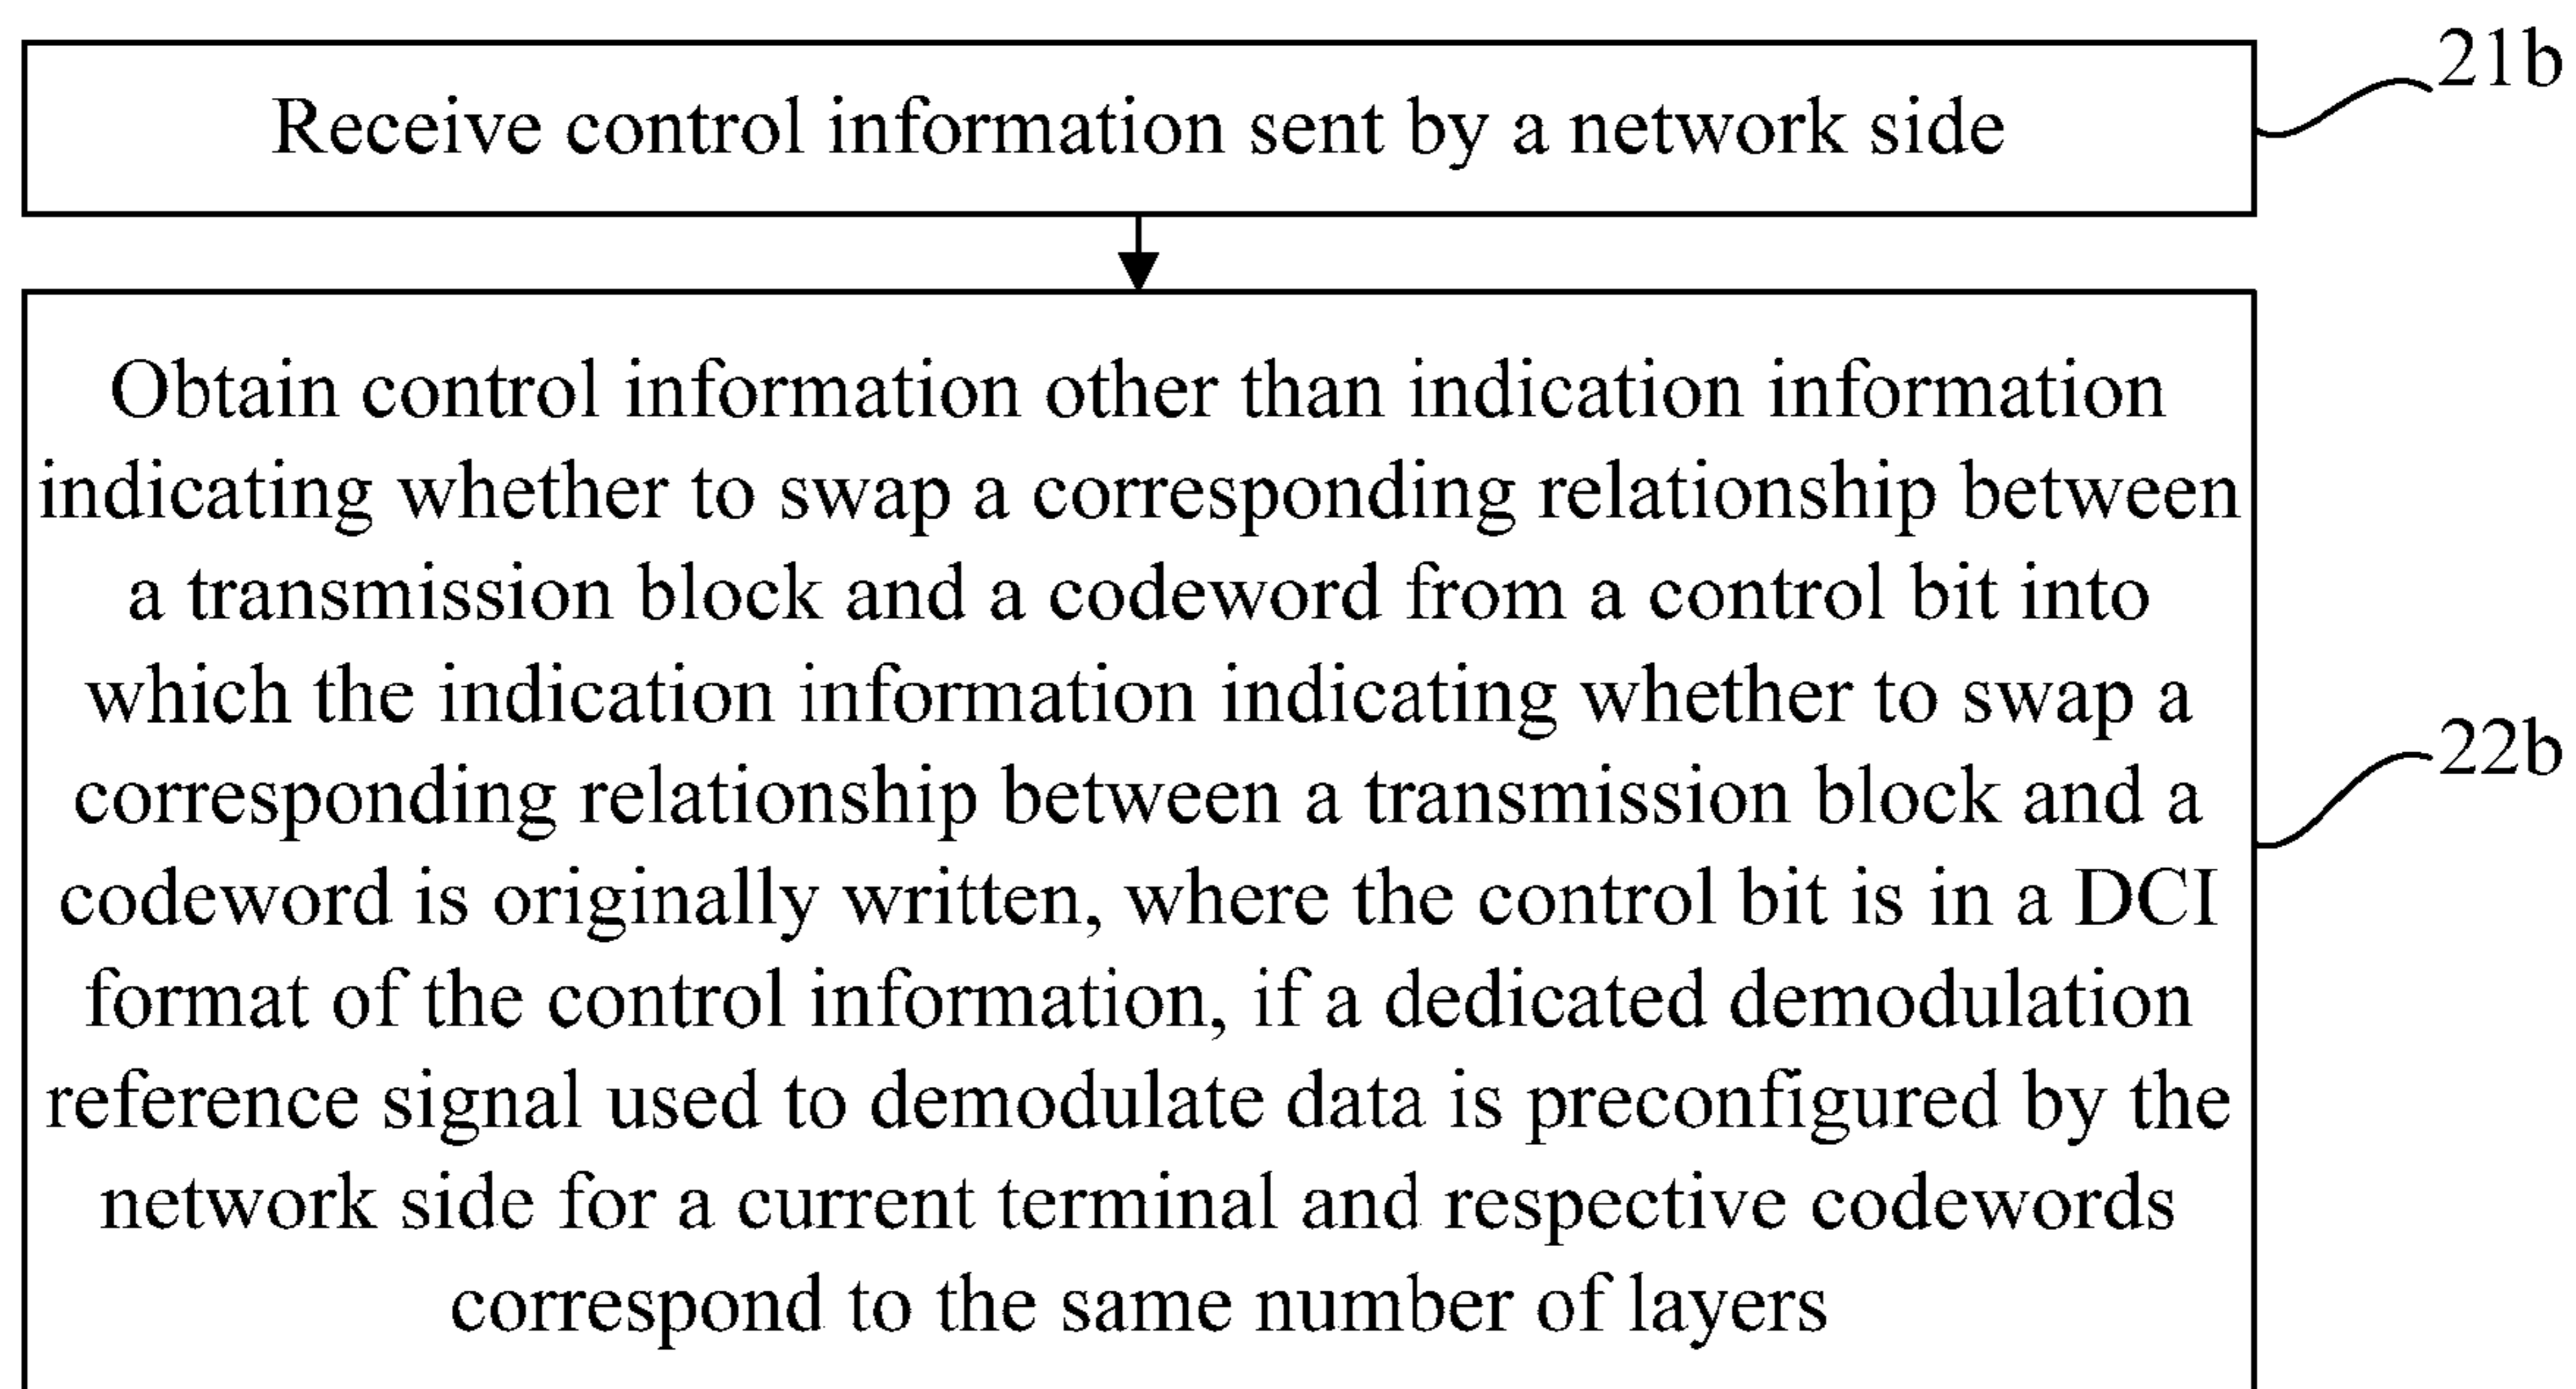 21b
Receive control information sent by a network side
Obtain control information other than indication information
indicating whether to swap a corresponding relationship between
a transmission block and a codeword from a control bit into
which the indication information indicating whether to swap a
corresponding relationship between a transmission block and a
codeword is originally written, where the control bit is in a DCI
format of the control information, if a dedicated demodulation
reference signal used to demodulate data is preconfigured by the
network side for a current terminal and respective codewords
correspond to the same number of layers
22b